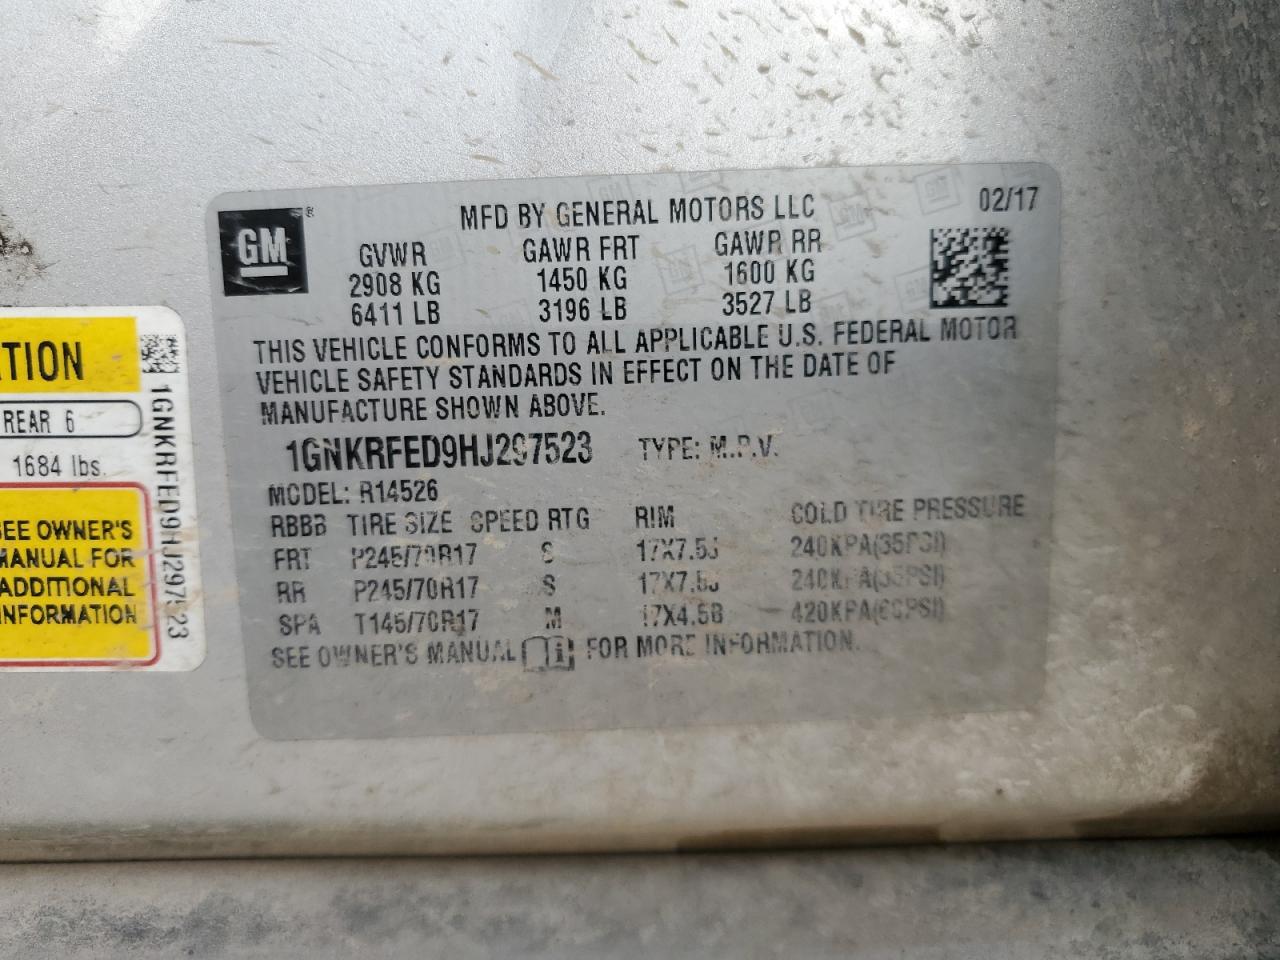 GM ®
MFD BY GENERAL MOTORS LLC 02/17
GVWR GAWR FRT GAWR RR
2908 KG 1450 KG 1600 KG
6411 LB 3196 LB 3527 LB
THIS VEHICLE CONFORMS TO ALL APPLICABLE U.S. FEDERAL MOTOR
VEHICLE SAFETY STANDARDS IN EFFECT ON THE DATE OF
MANUFACTURE SHOWN ABOVE.
1GNKRFED9HJ297523 TYPE: M.P.V.
MODEL: R14526
RBBB TIRE SIZE SPEED RTG RIM COLD TIRE PRESSURE
FRT P245/70R17 S 17X7.5J 240KPA(35PSI)
RR P245/70R17 S 17X7.5J 240KPA(35PSI)
SPA T145/70R17 M 17X4.5B 420KPA(60PSI)
SEE OWNER'S MANUAL FOR MORE INFORMATION.
TION
REAR 6
1684 lbs.
SEE OWNER'S
MANUAL FOR
ADDITIONAL
INFORMATION
1GNKRFED9HJ297523